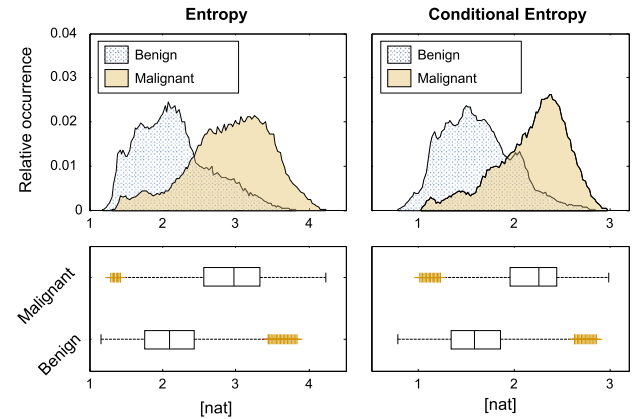 Entropy
Conditional Entropy
Relative occurrence
0.04
0.03
0.02
0.01
0
Benign
Malignant
Benign
Malignant
1 2 3 4
1 2 3
Malignant
Benign
1 2 3 4
1 2 3
[nat]
[nat]